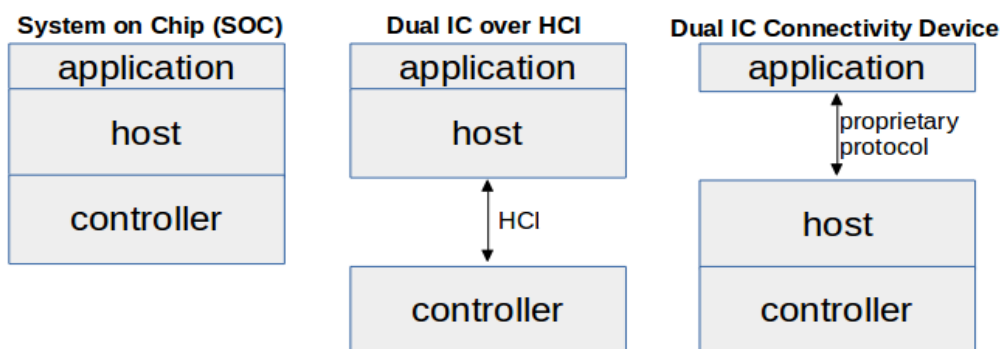 System on Chip (SOC)
application
host
controller
Dual IC over HCI
application
host
HCI
controller
Dual IC Connectivity Device
application
proprietary
protocol
host
controller